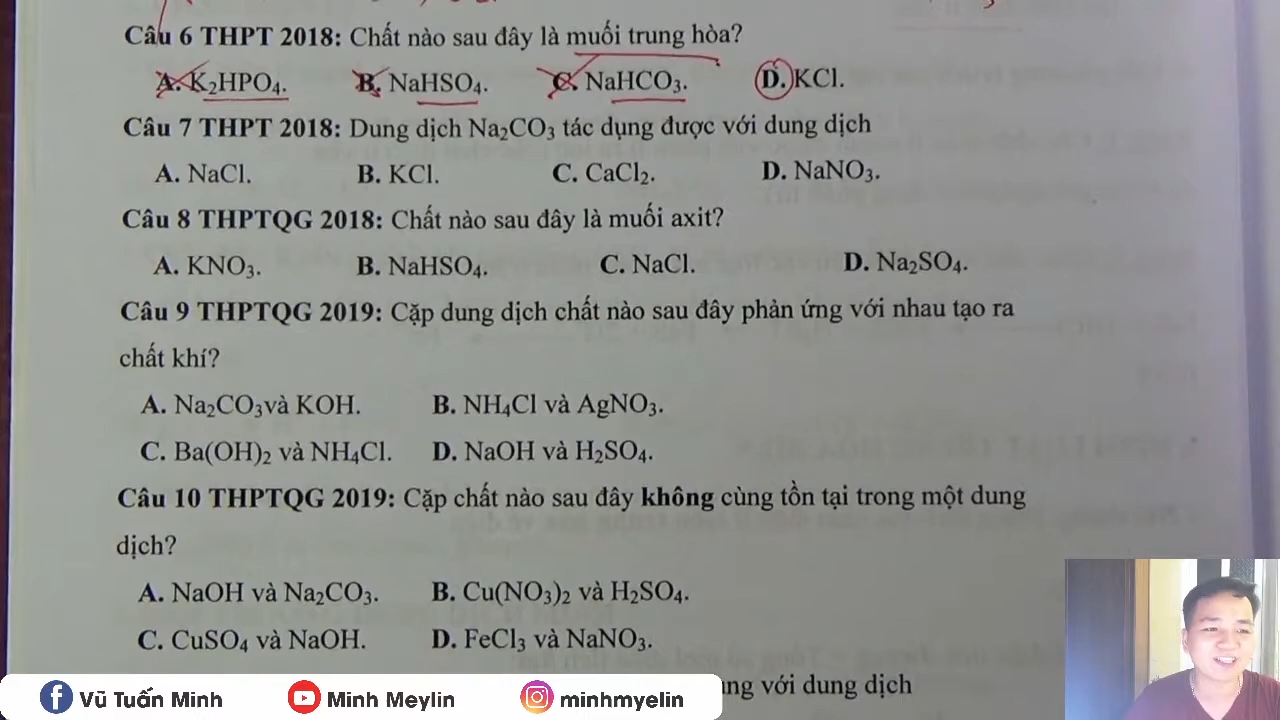 Câu 6 THPT 2018: Chất nào sau đây là muối trung hòa?
A. K₂HPO₄. B. NaHSO₄. C. NaHCO₃. D. KCl.
Câu 7 THPT 2018: Dung dịch Na₂CO₃ tác dụng được với dung dịch
A. NaCl. B. KCl. C. CaCl₂. D. NaNO₃.
Câu 8 THPTQG 2018: Chất nào sau đây là muối axit?
A. KNO₃. B. NaHSO₄. C. NaCl. D. Na₂SO₄.
Câu 9 THPTQG 2019: Cặp dung dịch chất nào sau đây phản ứng với nhau tạo ra
chất khí?
A. Na₂CO₃và KOH. B. NH₄Cl và AgNO₃.
C. Ba(OH)₂ và NH₄Cl. D. NaOH và H₂SO₄.
Câu 10 THPTQG 2019: Cặp chất nào sau đây không cùng tồn tại trong một dung
dịch?
A. NaOH và Na₂CO₃. B. Cu(NO₃)₂ và H₂SO₄.
C. CuSO₄ và NaOH. D. FeCl₃ và NaNO₃.
với dung dịch
Vũ Tuấn Minh Minh Meylin minhmyelin